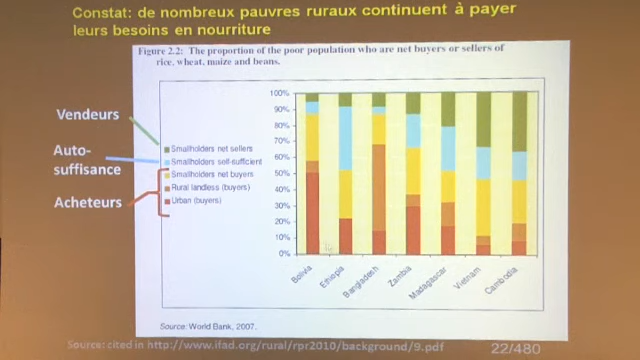 Constat: de nombreux pauvres ruraux continuent à payer
leurs besoins en nourriture
Figure 2.2: The proportion of the poor population who are net buyers or sellers of
rice, wheat, maize and beans.
Vendeurs
Auto-
suffisance
Acheteurs
Smallholders net sellers
Smallholders self-sufficient
Smallholders net buyers
Rural landless (buyers)
Urban (buyers)
100%
90%
80%
70%
60%
50%
40%
30%
20%
10%
0%
Bolivia
Ethiopia
Bangladesh
Zambia
Madagascar
Vietnam
Cambodia
Source: World Bank, 2007.
Source: cited in http://www.ifad.org/rural/rpr2010/background/9.pdf
22/480